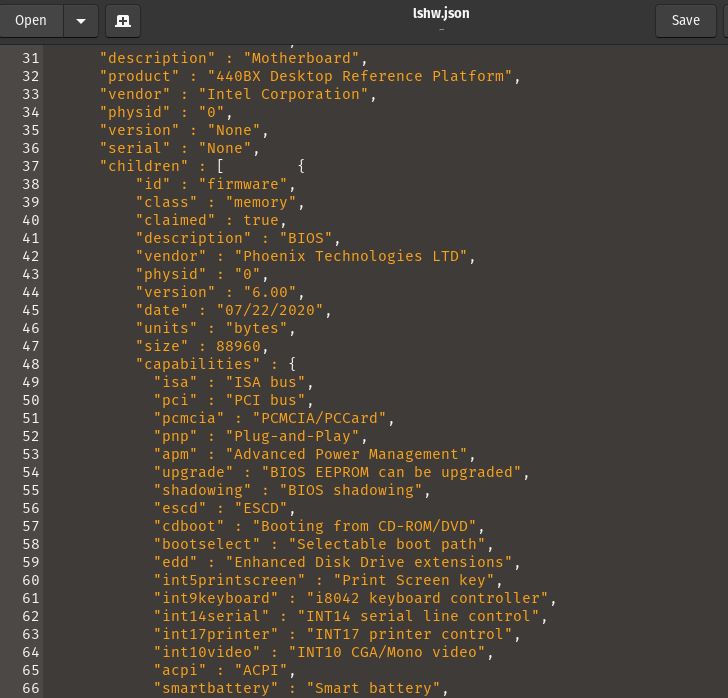 Open
lshw.json
Save
31 "description" : "Motherboard",
32 "product" : "440BX Desktop Reference Platform",
33 "vendor" : "Intel Corporation",
34 "physid" : "0",
35 "version" : "None",
36 "serial" : "None",
37 "children" : [        {
38 "id" : "firmware",
39 "class" : "memory",
40 "claimed" : true,
41 "description" : "BIOS",
42 "vendor" : "Phoenix Technologies LTD",
43 "physid" : "0",
44 "version" : "6.00",
45 "date" : "07/22/2020",
46 "units" : "bytes",
47 "size" : 88960,
48 "capabilities" : {
49 "isa" : "ISA bus",
50 "pci" : "PCI bus",
51 "pcmcia" : "PCMCIA/PCCard",
52 "pnp" : "Plug-and-Play",
53 "apm" : "Advanced Power Management",
54 "upgrade" : "BIOS EEPROM can be upgraded",
55 "shadowing" : "BIOS shadowing",
56 "escd" : "ESCD",
57 "cdboot" : "Booting from CD-ROM/DVD",
58 "bootselect" : "Selectable boot path",
59 "edd" : "Enhanced Disk Drive extensions",
60 "int5printscreen" : "Print Screen key",
61 "int9keyboard" : "i8042 keyboard controller",
62 "int14serial" : "INT14 serial line control",
63 "int17printer" : "INT17 printer control",
64 "int10video" : "INT10 CGA/Mono video",
65 "acpi" : "ACPI",
66 "smartbattery" : "Smart battery",